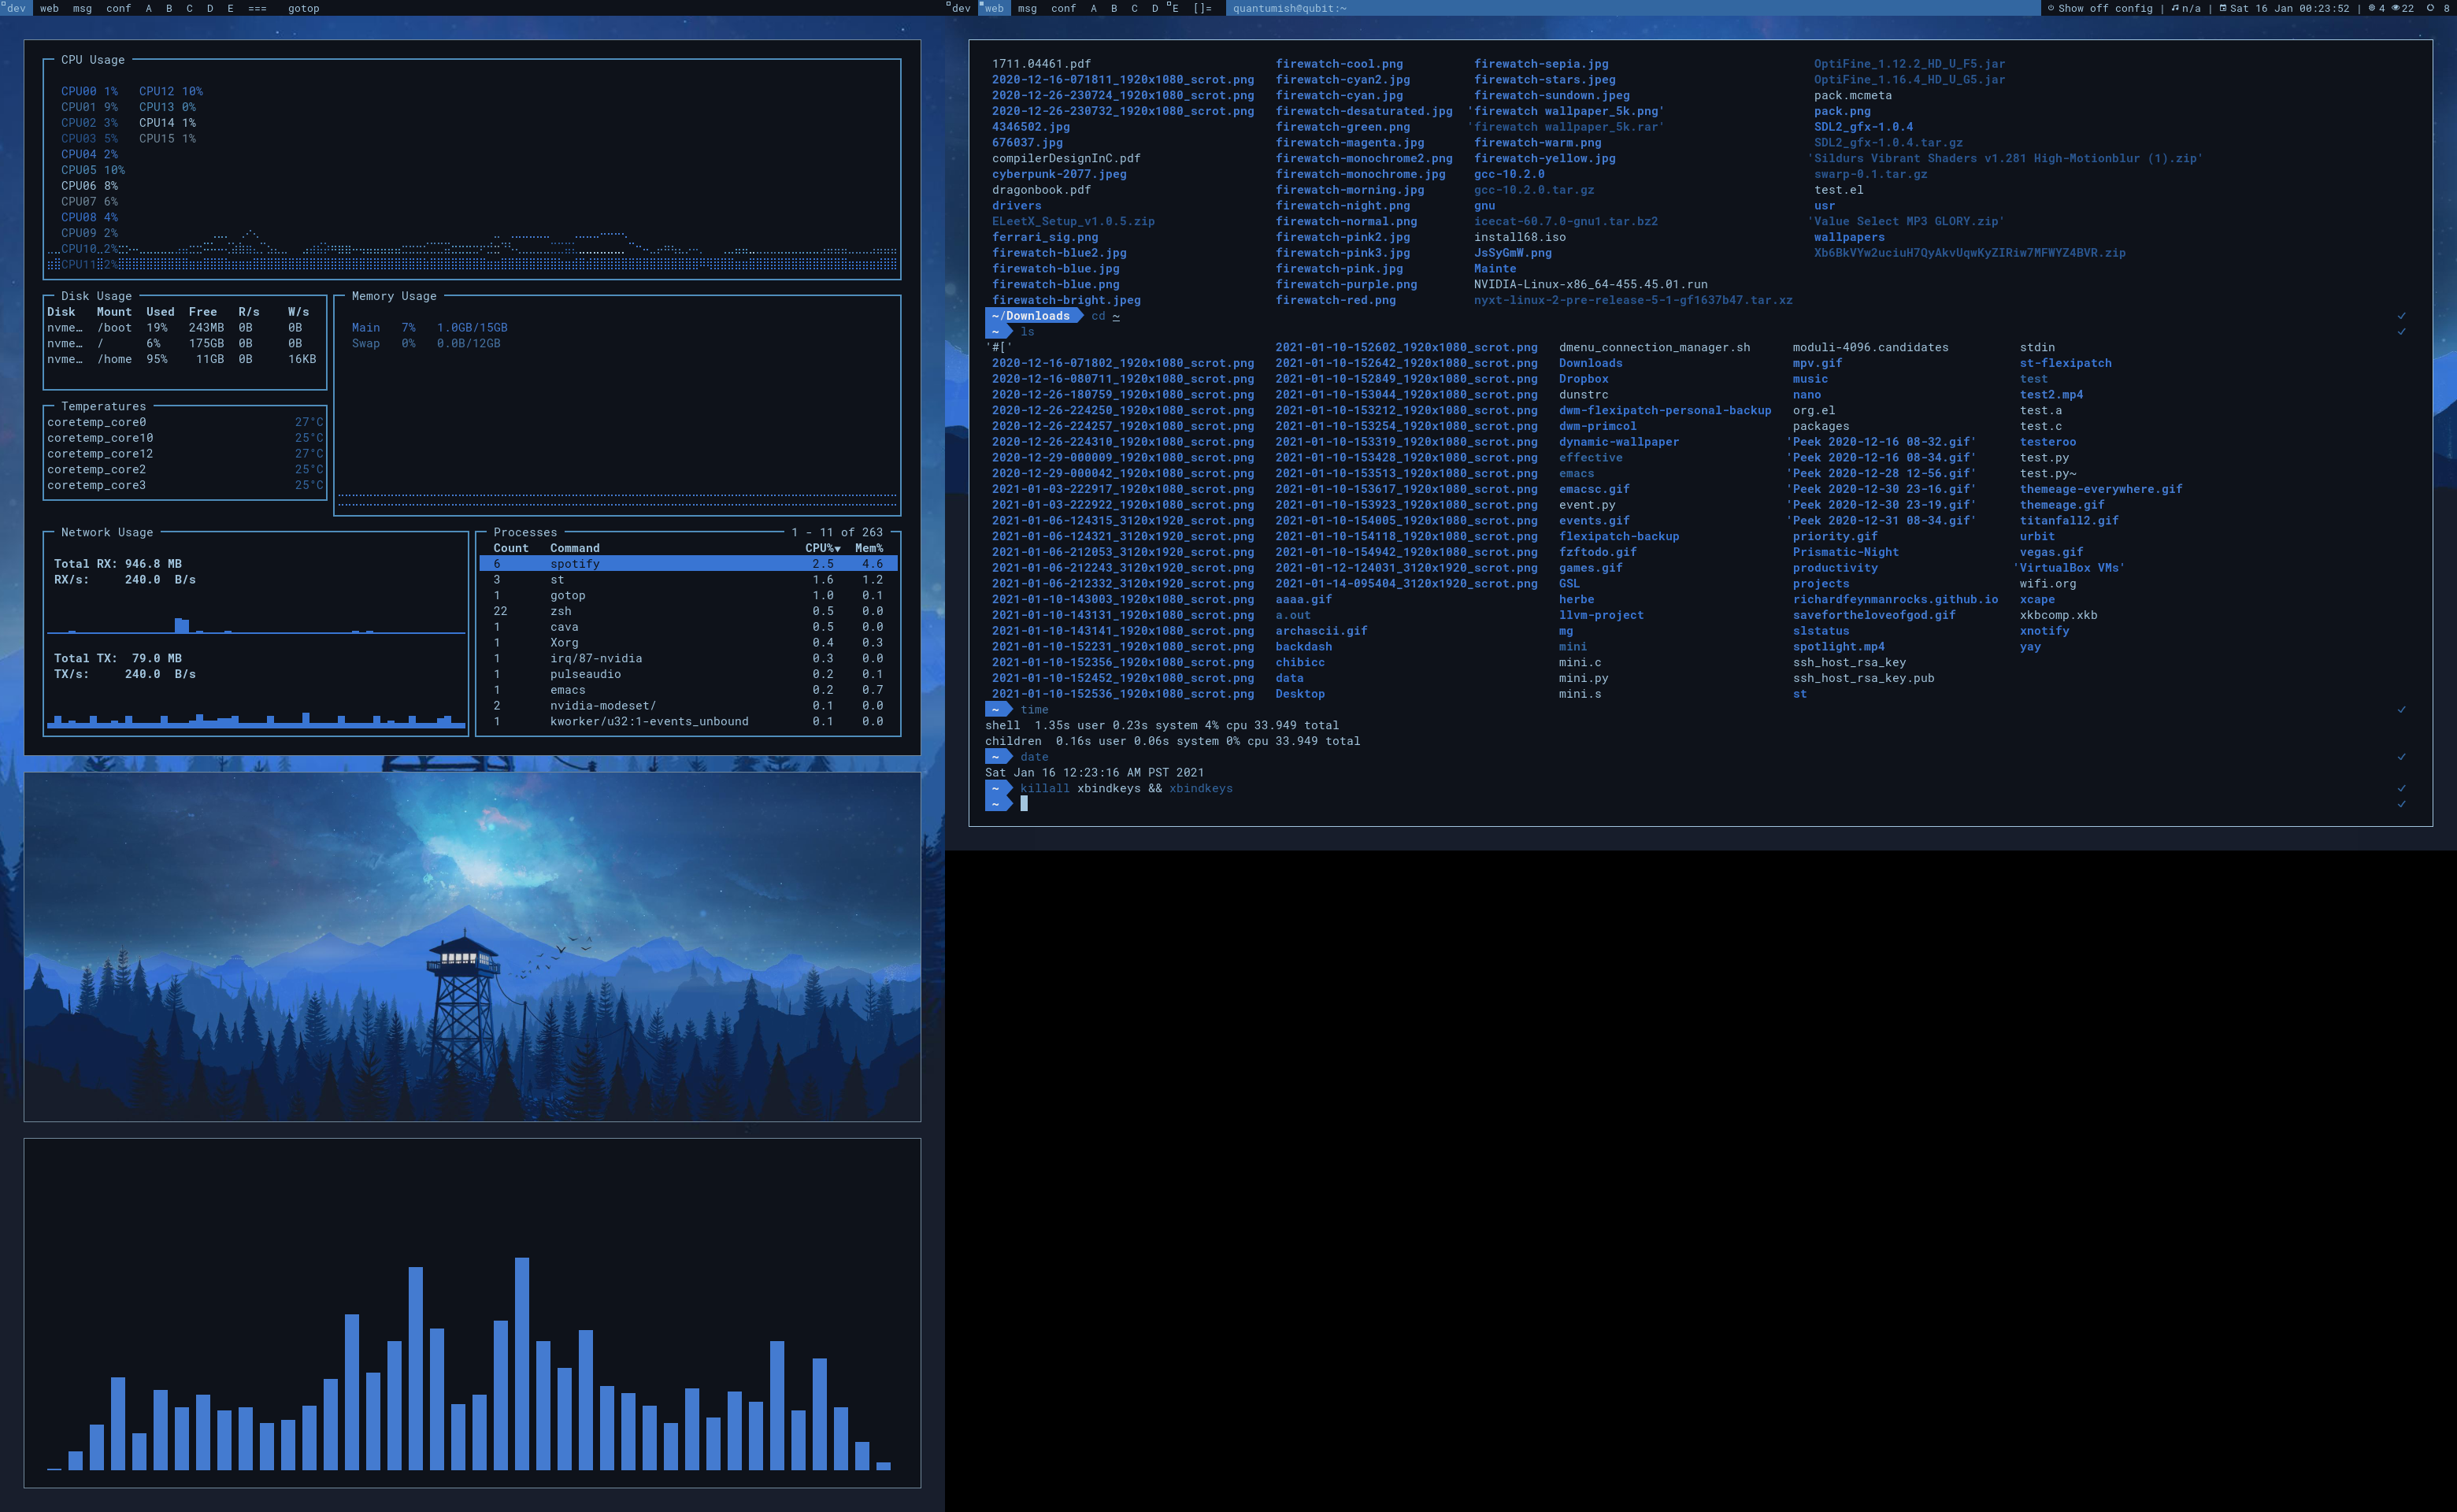 dev web msg conf A B C D E === gotop
dev web msg conf A B C D E []= quantumish@qubit:~ Show off config | n/a | Sat 16 Jan 00:23:52 | 4 22 8
CPU Usage
CPU00 1% CPU12 10%
CPU01 9% CPU13 0%
CPU02 3% CPU14 1%
CPU03 5% CPU15 1%
CPU04 2%
CPU05 10%
CPU06 8%
CPU07 6%
CPU08 4%
CPU09 2%
CPU10 2%
CPU11 2%
Disk Usage
Disk Mount Used Free R/s W/s
nvme… /boot 19% 243MB 0B 0B
nvme… / 6% 175GB 0B 0B
nvme… /home 95% 11GB 0B 16KB
Memory Usage
Main 7% 1.0GB/15GB
Swap 0% 0.0B/12GB
Temperatures
coretemp_core0 27°C
coretemp_core10 25°C
coretemp_core12 27°C
coretemp_core2 25°C
coretemp_core3 25°C
Network Usage
Total RX: 946.8 MB
RX/s: 240.0 B/s
Total TX: 79.0 MB
TX/s: 240.0 B/s
Processes 1 - 11 of 263
Count Command CPU%▼ Mem%
6 spotify 2.5 4.6
3 st 1.6 1.2
1 gotop 1.0 0.1
22 zsh 0.5 0.0
1 cava 0.5 0.0
1 Xorg 0.4 0.3
1 irq/87-nvidia 0.3 0.0
1 pulseaudio 0.2 0.1
1 emacs 0.2 0.7
2 nvidia-modeset/ 0.1 0.0
1 kworker/u32:1-events_unbound 0.1 0.0
1711.04461.pdf firewatch-cool.png firewatch-sepia.jpg OptiFine_1.12.2_HD_U_F5.jar
2020-12-16-071811_1920x1080_scrot.png firewatch-cyan2.jpg firewatch-stars.jpeg OptiFine_1.16.4_HD_U_G5.jar
2020-12-26-230724_1920x1080_scrot.png firewatch-cyan.jpg firewatch-sundown.jpeg pack.mcmeta
2020-12-26-230732_1920x1080_scrot.png firewatch-desaturated.jpg 'firewatch wallpaper_5k.png' pack.png
4346502.jpg firewatch-green.png 'firewatch wallpaper_5k.rar' SDL2_gfx-1.0.4
676037.jpg firewatch-magenta.jpg firewatch-warm.png SDL2_gfx-1.0.4.tar.gz
compilerDesignInC.pdf firewatch-monochrome2.png firewatch-yellow.jpg 'Sildurs Vibrant Shaders v1.281 High-Motionblur (1).zip'
cyberpunk-2077.jpeg firewatch-monochrome.jpg gcc-10.2.0 swarp-0.1.tar.gz
dragonbook.pdf firewatch-morning.jpg gcc-10.2.0.tar.gz test.el
drivers firewatch-night.png gnu usr
ELeetX_Setup_v1.0.5.zip firewatch-normal.png icecat-60.7.0-gnu1.tar.bz2 'Value Select MP3 GLORY.zip'
ferrari_sig.png firewatch-pink2.jpg install68.iso wallpapers
firewatch-blue2.jpg firewatch-pink3.jpg JsSyGmW.png Xb6BkVYw2uciuH7QyAkvUqwKyZIRiw7MFWYZ4BVR.zip
firewatch-blue.jpg firewatch-pink.jpg Mainte
firewatch-blue.png firewatch-purple.png NVIDIA-Linux-x86_64-455.45.01.run
firewatch-bright.jpeg firewatch-red.png nyxt-linux-2-pre-release-5-1-gf1637b47.tar.xz
~/Downloads cd ~ ✓
~ ls ✓
'#[' 2021-01-10-152602_1920x1080_scrot.png dmenu_connection_manager.sh moduli-4096.candidates stdin
2020-12-16-071802_1920x1080_scrot.png 2021-01-10-152642_1920x1080_scrot.png Downloads mpv.gif st-flexipatch
2020-12-16-080711_1920x1080_scrot.png 2021-01-10-152849_1920x1080_scrot.png Dropbox music test
2020-12-26-180759_1920x1080_scrot.png 2021-01-10-153044_1920x1080_scrot.png dunstrc nano test2.mp4
2020-12-26-224250_1920x1080_scrot.png 2021-01-10-153212_1920x1080_scrot.png dwm-flexipatch-personal-backup org.el test.a
2020-12-26-224257_1920x1080_scrot.png 2021-01-10-153254_1920x1080_scrot.png dwm-primcol packages test.c
2020-12-26-224310_1920x1080_scrot.png 2021-01-10-153319_1920x1080_scrot.png dynamic-wallpaper 'Peek 2020-12-16 08-32.gif' testeroo
2020-12-29-000009_1920x1080_scrot.png 2021-01-10-153428_1920x1080_scrot.png effective 'Peek 2020-12-16 08-34.gif' test.py
2020-12-29-000042_1920x1080_scrot.png 2021-01-10-153513_1920x1080_scrot.png emacs 'Peek 2020-12-28 12-56.gif' test.py~
2021-01-03-222917_1920x1080_scrot.png 2021-01-10-153617_1920x1080_scrot.png emacsc.gif 'Peek 2020-12-30 23-16.gif' themeage-everywhere.gif
2021-01-03-222922_1920x1080_scrot.png 2021-01-10-153923_1920x1080_scrot.png event.py 'Peek 2020-12-30 23-19.gif' themeage.gif
2021-01-06-124315_3120x1920_scrot.png 2021-01-10-154005_1920x1080_scrot.png events.gif 'Peek 2020-12-31 08-34.gif' titanfall2.gif
2021-01-06-124321_3120x1920_scrot.png 2021-01-10-154118_1920x1080_scrot.png flexipatch-backup priority.gif urbit
2021-01-06-212053_3120x1920_scrot.png 2021-01-10-154942_1920x1080_scrot.png fzftodo.gif Prismatic-Night vegas.gif
2021-01-06-212243_3120x1920_scrot.png 2021-01-12-124031_3120x1920_scrot.png games.gif productivity 'VirtualBox VMs'
2021-01-06-212332_3120x1920_scrot.png 2021-01-14-095404_3120x1920_scrot.png GSL projects wifi.org
2021-01-10-143003_1920x1080_scrot.png aaaa.gif herbe richardfeynmanrocks.github.io xcape
2021-01-10-143131_1920x1080_scrot.png a.out llvm-project savefortheloveofgod.gif xkbcomp.xkb
2021-01-10-143141_1920x1080_scrot.png archascii.gif mg slstatus xnotify
2021-01-10-152231_1920x1080_scrot.png backdash mini spotlight.mp4 yay
2021-01-10-152356_1920x1080_scrot.png chibicc mini.c ssh_host_rsa_key
2021-01-10-152452_1920x1080_scrot.png data mini.py ssh_host_rsa_key.pub
2021-01-10-152536_1920x1080_scrot.png Desktop mini.s st
~ time ✓
shell 1.35s user 0.23s system 4% cpu 33.949 total
children 0.16s user 0.06s system 0% cpu 33.949 total
~ date ✓
Sat Jan 16 12:23:16 AM PST 2021
~ killall xbindkeys && xbindkeys ✓
~ ✓